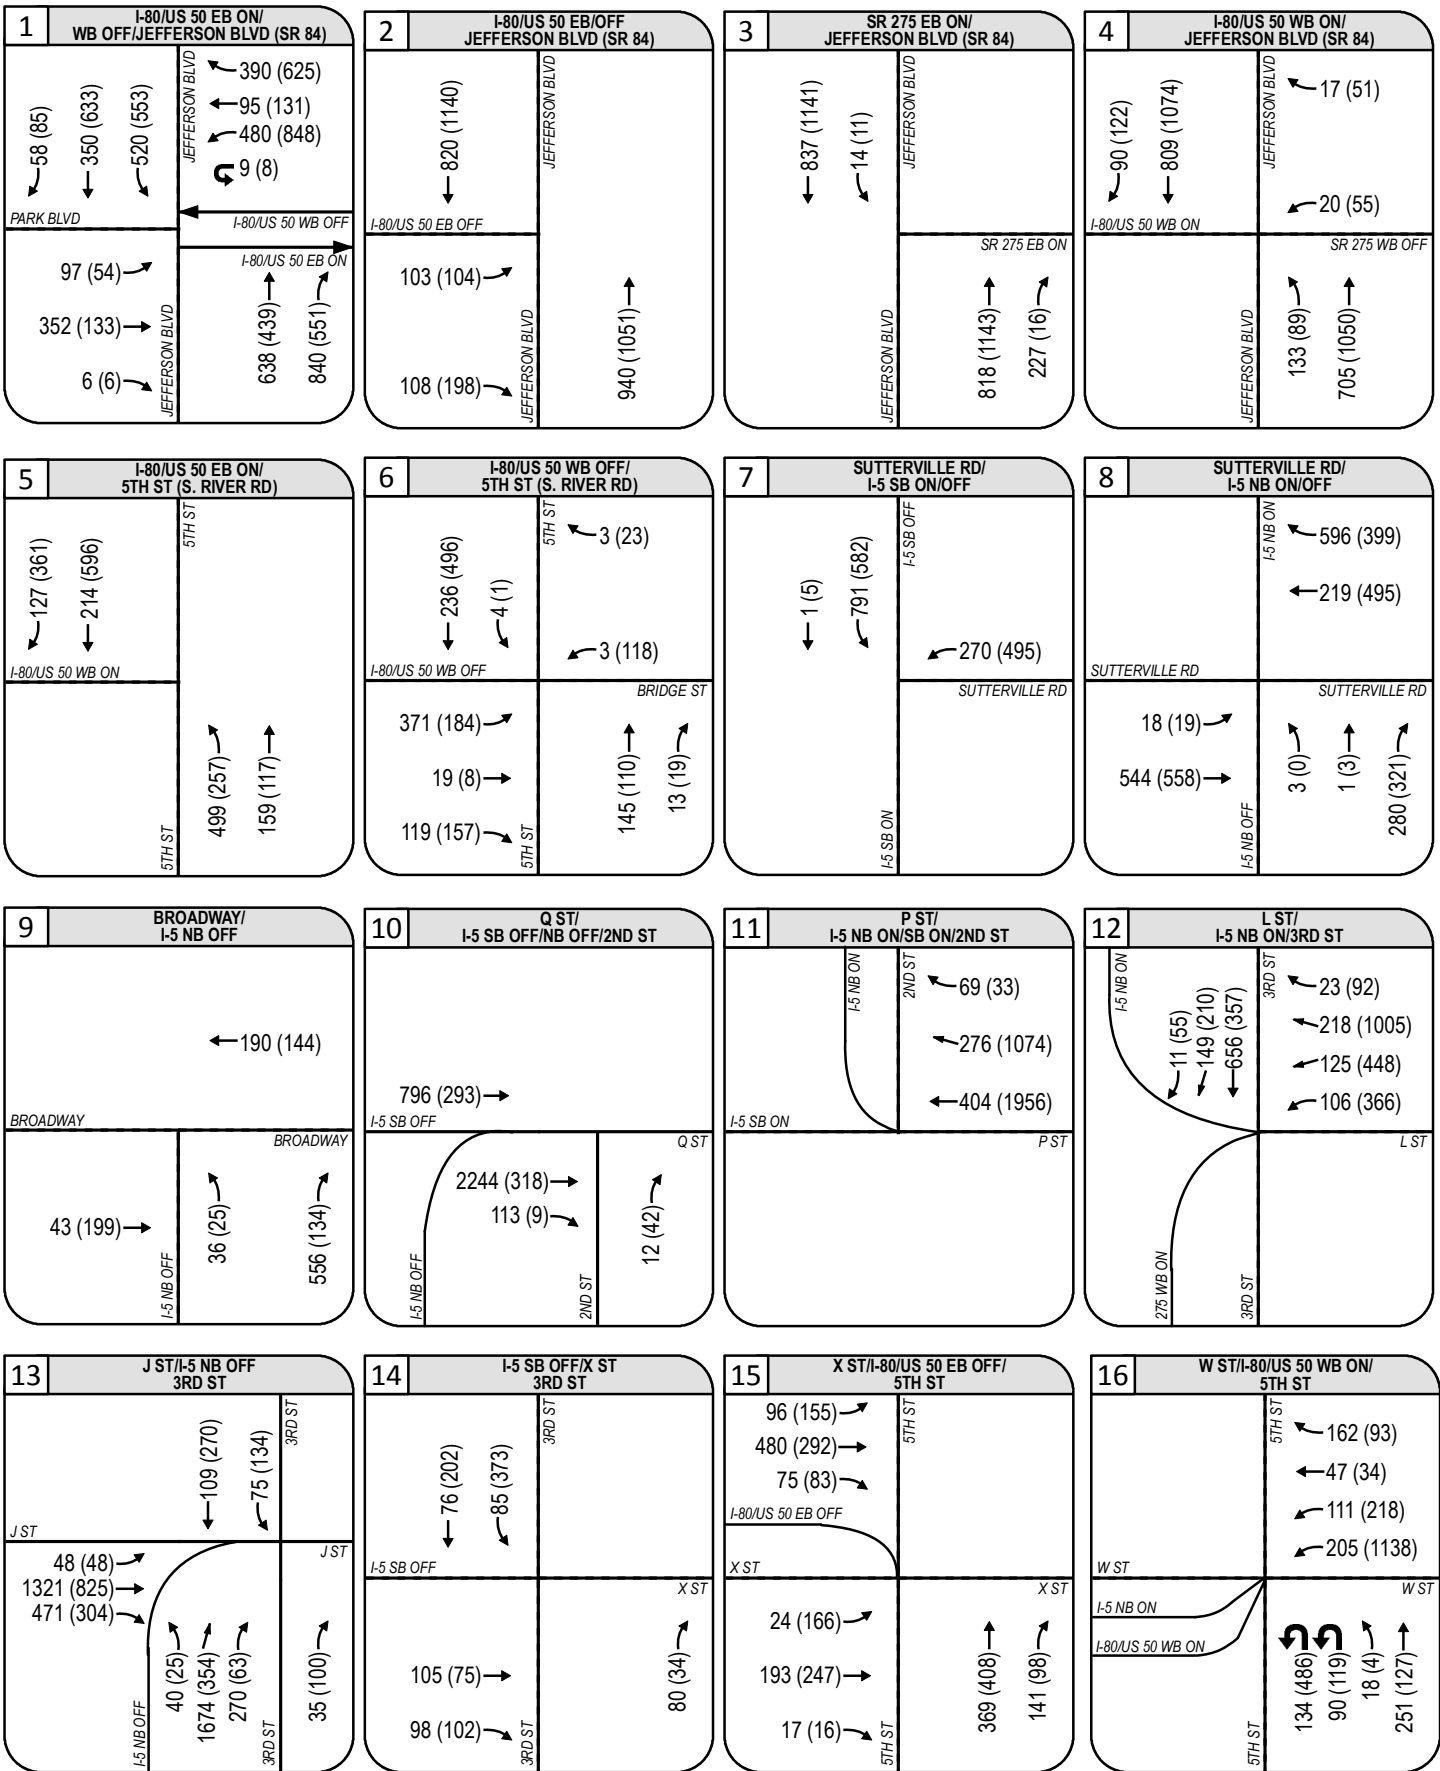 1
I-80/US 50 EB ON/
WB OFF/JEFFERSON BLVD (SR 84)
58 (85)
350 (633)
520 (553)
JEFFERSON BLVD
390 (625)
95 (131)
480 (848)
9 (8)
PARK BLVD
I-80/US 50 WB OFF
I-80/US 50 EB ON
97 (54)
352 (133)
6 (6)
JEFFERSON BLVD
638 (439)
840 (551)
2
I-80/US 50 EB/OFF
JEFFERSON BLVD (SR 84)
820 (1140)
JEFFERSON BLVD
I-80/US 50 EB OFF
103 (104)
108 (198)
JEFFERSON BLVD
940 (1051)
3
SR 275 EB ON/
JEFFERSON BLVD (SR 84)
837 (1141)
14 (11)
JEFFERSON BLVD
SR 275 EB ON
JEFFERSON BLVD
818 (1143)
227 (16)
4
I-80/US 50 WB ON/
JEFFERSON BLVD (SR 84)
90 (122)
809 (1074)
JEFFERSON BLVD
17 (51)
20 (55)
I-80/US 50 WB ON
SR 275 WB OFF
JEFFERSON BLVD
133 (89)
705 (1050)
5
I-80/US 50 EB ON/
5TH ST (S. RIVER RD)
127 (361)
214 (596)
5TH ST
I-80/US 50 WB ON
5TH ST
499 (257)
159 (117)
6
I-80/US 50 WB OFF/
5TH ST (S. RIVER RD)
236 (496)
4 (1)
5TH ST
3 (23)
3 (118)
I-80/US 50 WB OFF
BRIDGE ST
371 (184)
19 (8)
119 (157)
5TH ST
145 (110)
13 (19)
7
SUTTERVILLE RD/
I-5 SB ON/OFF
1 (5)
791 (582)
I-5 SB OFF
270 (495)
SUTTERVILLE RD
I-5 SB ON
8
SUTTERVILLE RD/
I-5 NB ON/OFF
I-5 NB ON
596 (399)
219 (495)
SUTTERVILLE RD
SUTTERVILLE RD
18 (19)
544 (558)
I-5 NB OFF
3 (0)
1 (3)
280 (321)
9
BROADWAY/
I-5 NB OFF
190 (144)
BROADWAY
BROADWAY
43 (199)
I-5 NB OFF
36 (25)
556 (134)
10
Q ST/
I-5 SB OFF/NB OFF/2ND ST
796 (293)
I-5 SB OFF
Q ST
2244 (318)
113 (9)
I-5 NB OFF
2ND ST
12 (42)
11
P ST/
I-5 NB ON/SB ON/2ND ST
I-5 NB ON
2ND ST
69 (33)
276 (1074)
404 (1956)
I-5 SB ON
P ST
12
L ST/
I-5 NB ON/3RD ST
I-5 NB ON
11 (55)
149 (210)
656 (357)
3RD ST
23 (92)
218 (1005)
125 (448)
106 (366)
L ST
275 WB ON
3RD ST
13
J ST/I-5 NB OFF
3RD ST
109 (270)
75 (134)
3RD ST
J ST
J ST
48 (48)
1321 (825)
471 (304)
I-5 NB OFF
40 (25)
1674 (354)
270 (63)
3RD ST
35 (100)
14
I-5 SB OFF/X ST
3RD ST
76 (202)
85 (373)
3RD ST
I-5 SB OFF
X ST
105 (75)
98 (102)
3RD ST
80 (34)
15
X ST/I-80/US 50 EB OFF/
5TH ST
96 (155)
480 (292)
75 (83)
5TH ST
I-80/US 50 EB OFF
X ST
X ST
24 (166)
193 (247)
17 (16)
5TH ST
369 (408)
141 (98)
16
W ST/I-80/US 50 WB ON/
5TH ST
5TH ST
162 (93)
47 (34)
111 (218)
205 (1138)
W ST
W ST
I-5 NB ON
I-80/US 50 WB ON
5TH ST
134 (486)
90 (119)
18 (4)
251 (127)